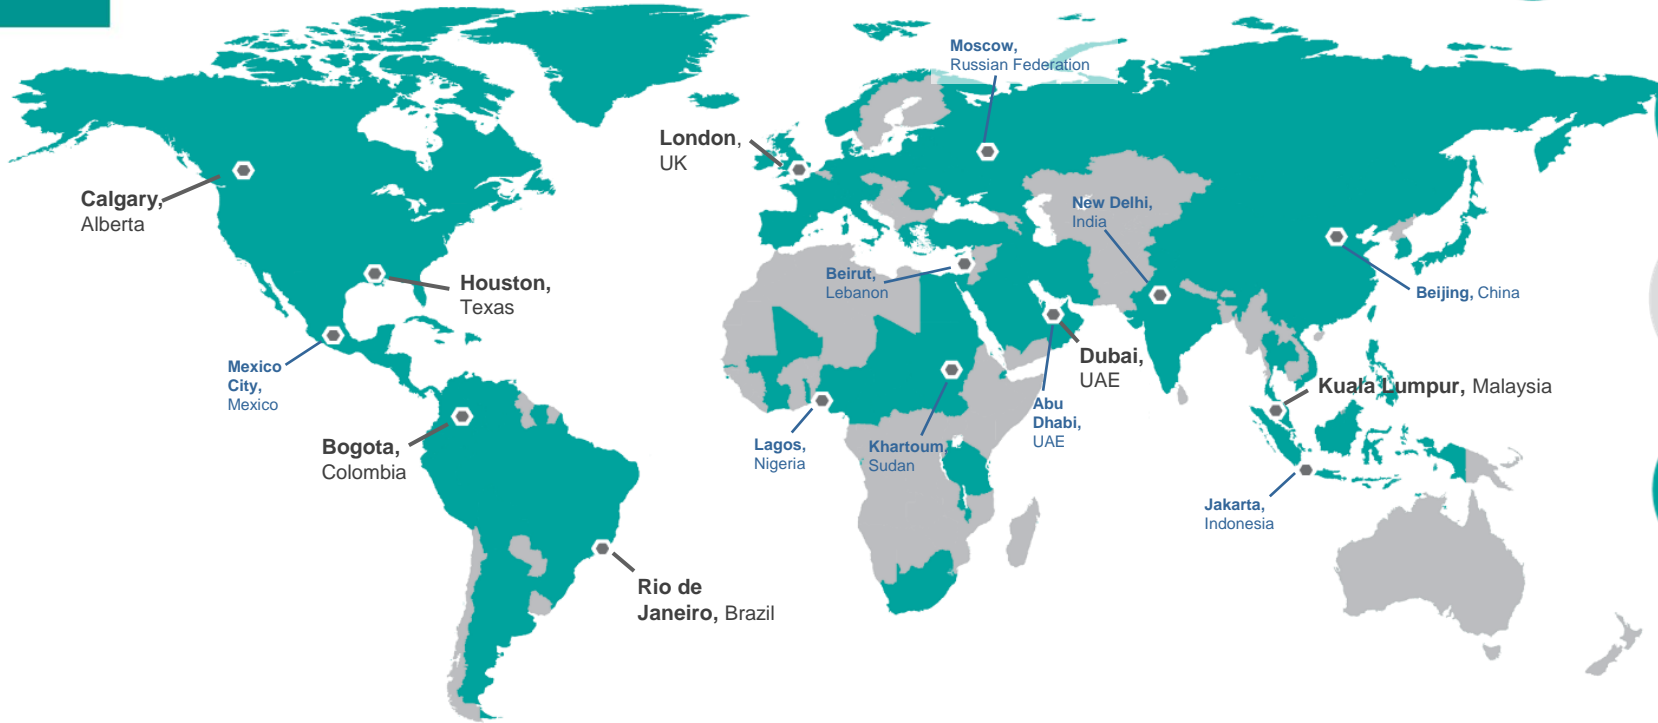 Moscow,
Russian Federation
London,
UK
Calgary,
Alberta
New Delhi,
India
Houston,
Texas
Beirut,
Lebanon
Beijing, China
Mexico
City,
Mexico
Dubai,
UAE
Kuala Lumpur, Malaysia
Abu
Dhabi,
UAE
Bogota,
Colombia
Lagos,
Nigeria
Khartoum,
Sudan
Jakarta,
Indonesia
Rio de
Janeiro, Brazil